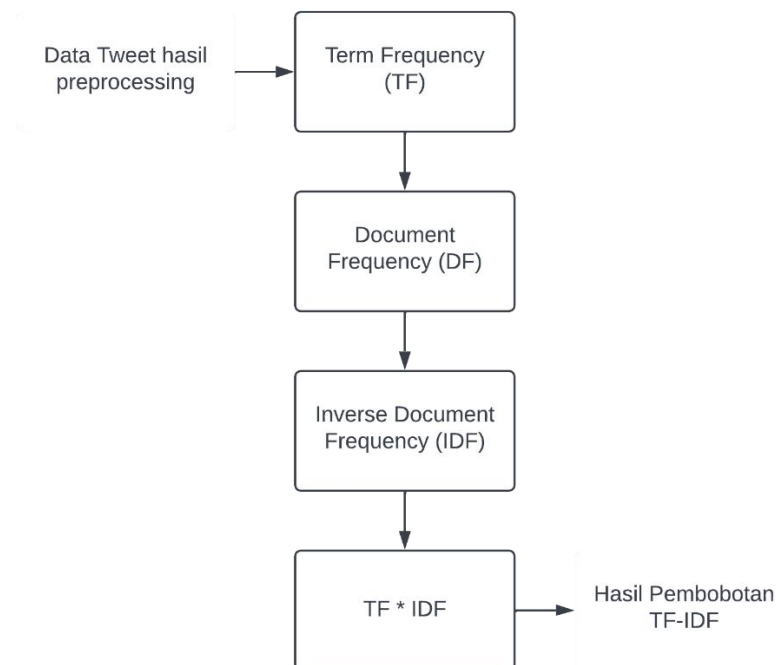 Data Tweet hasil
preprocessing
Term Frequency
(TF)
Document
Frequency (DF)
Inverse Document
Frequency (IDF)
TF * IDF
Hasil Pembobotan
TF-IDF